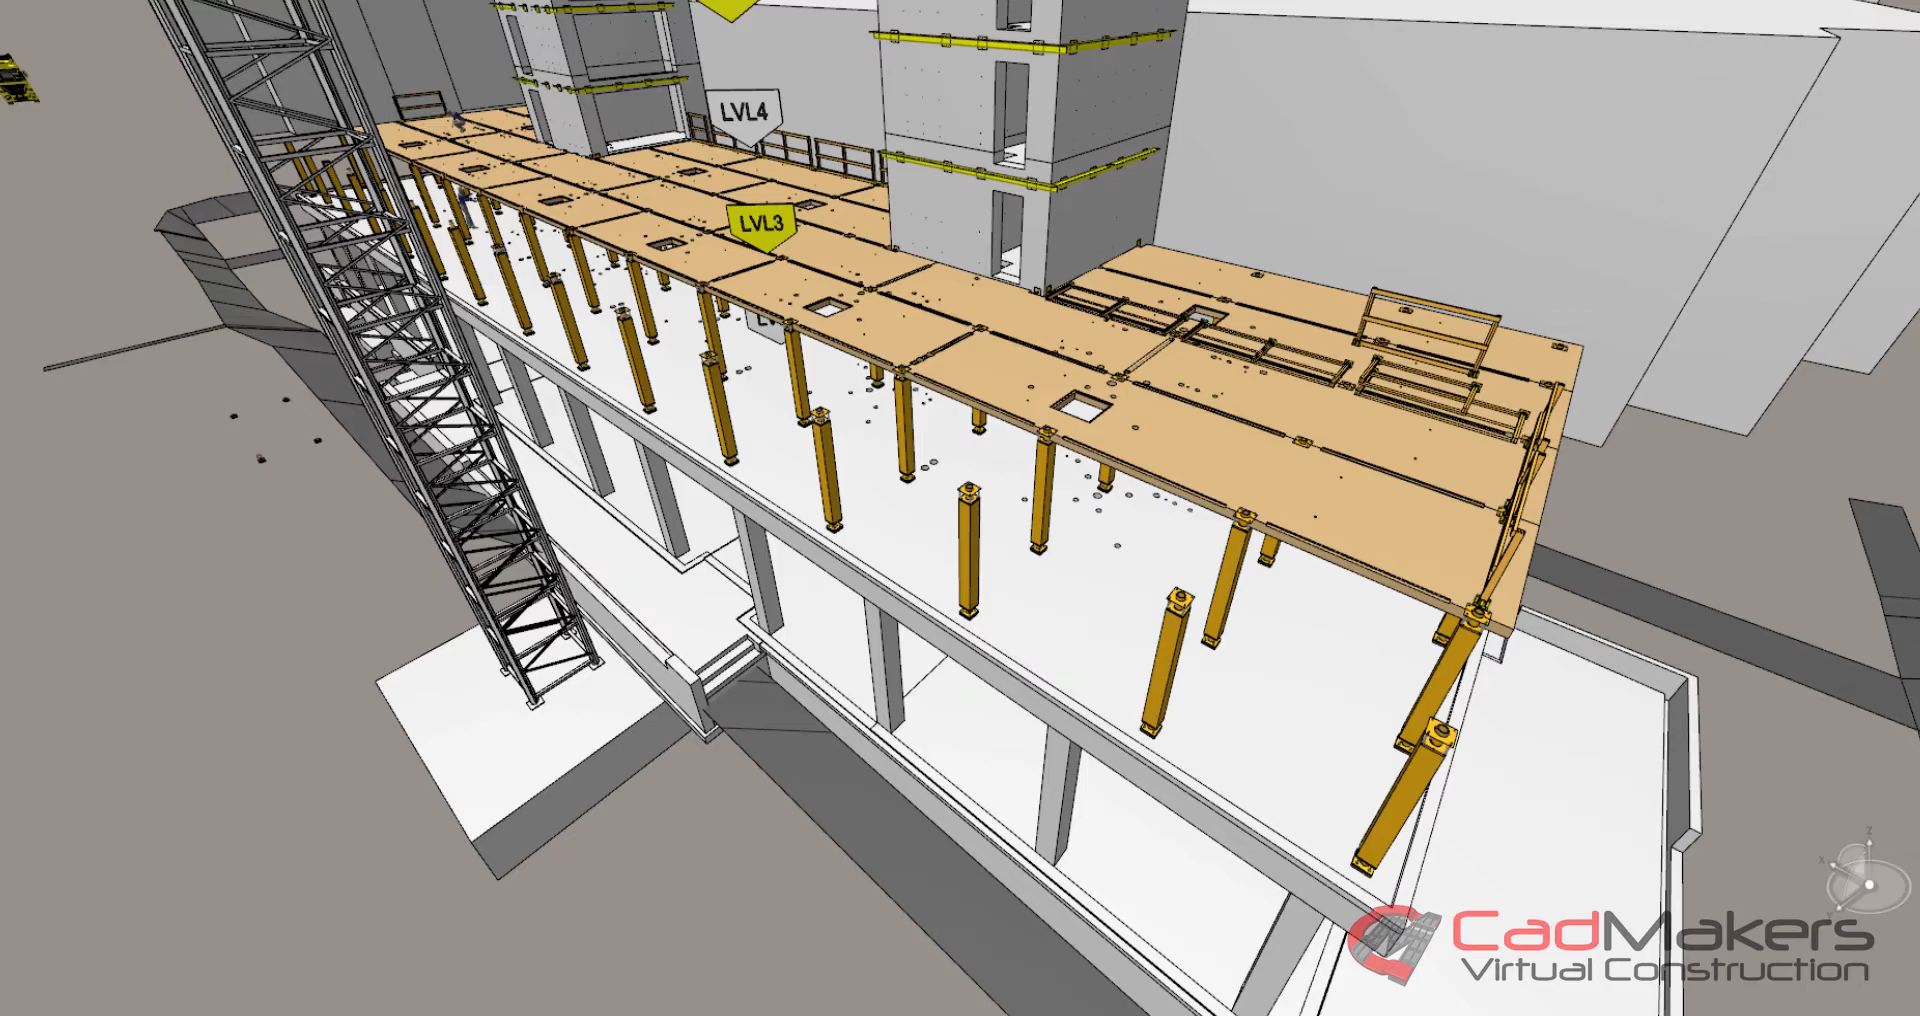 LVL4
LVL3
CadMakers
Virtual Construction
Z
X